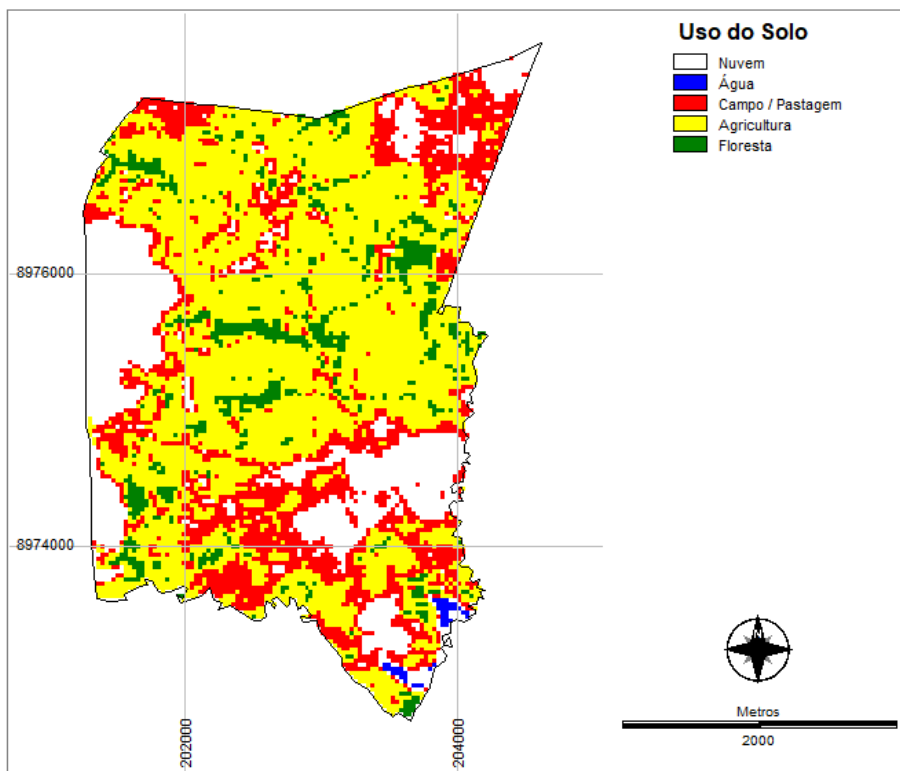 Uso do Solo
Nuvem
Água
Campo / Pastagem
Agricultura
Floresta
8976000
8974000
202000
204000
Metros
2000